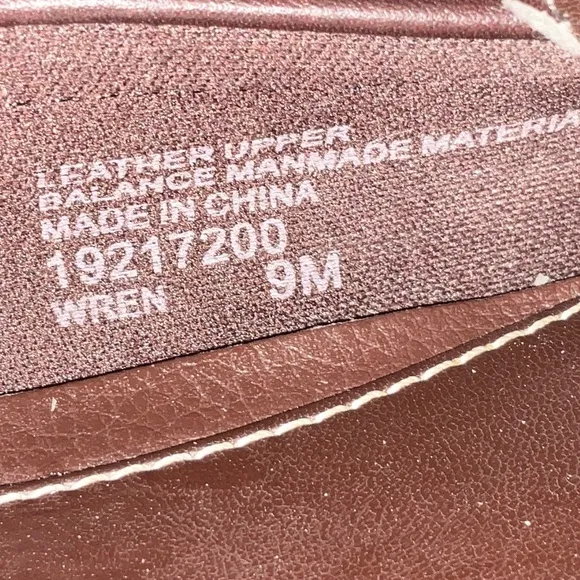 LEATHER UPPER
BALANCE MANMADE MATERIA
MADE IN CHINA
19217200
WREN 9M